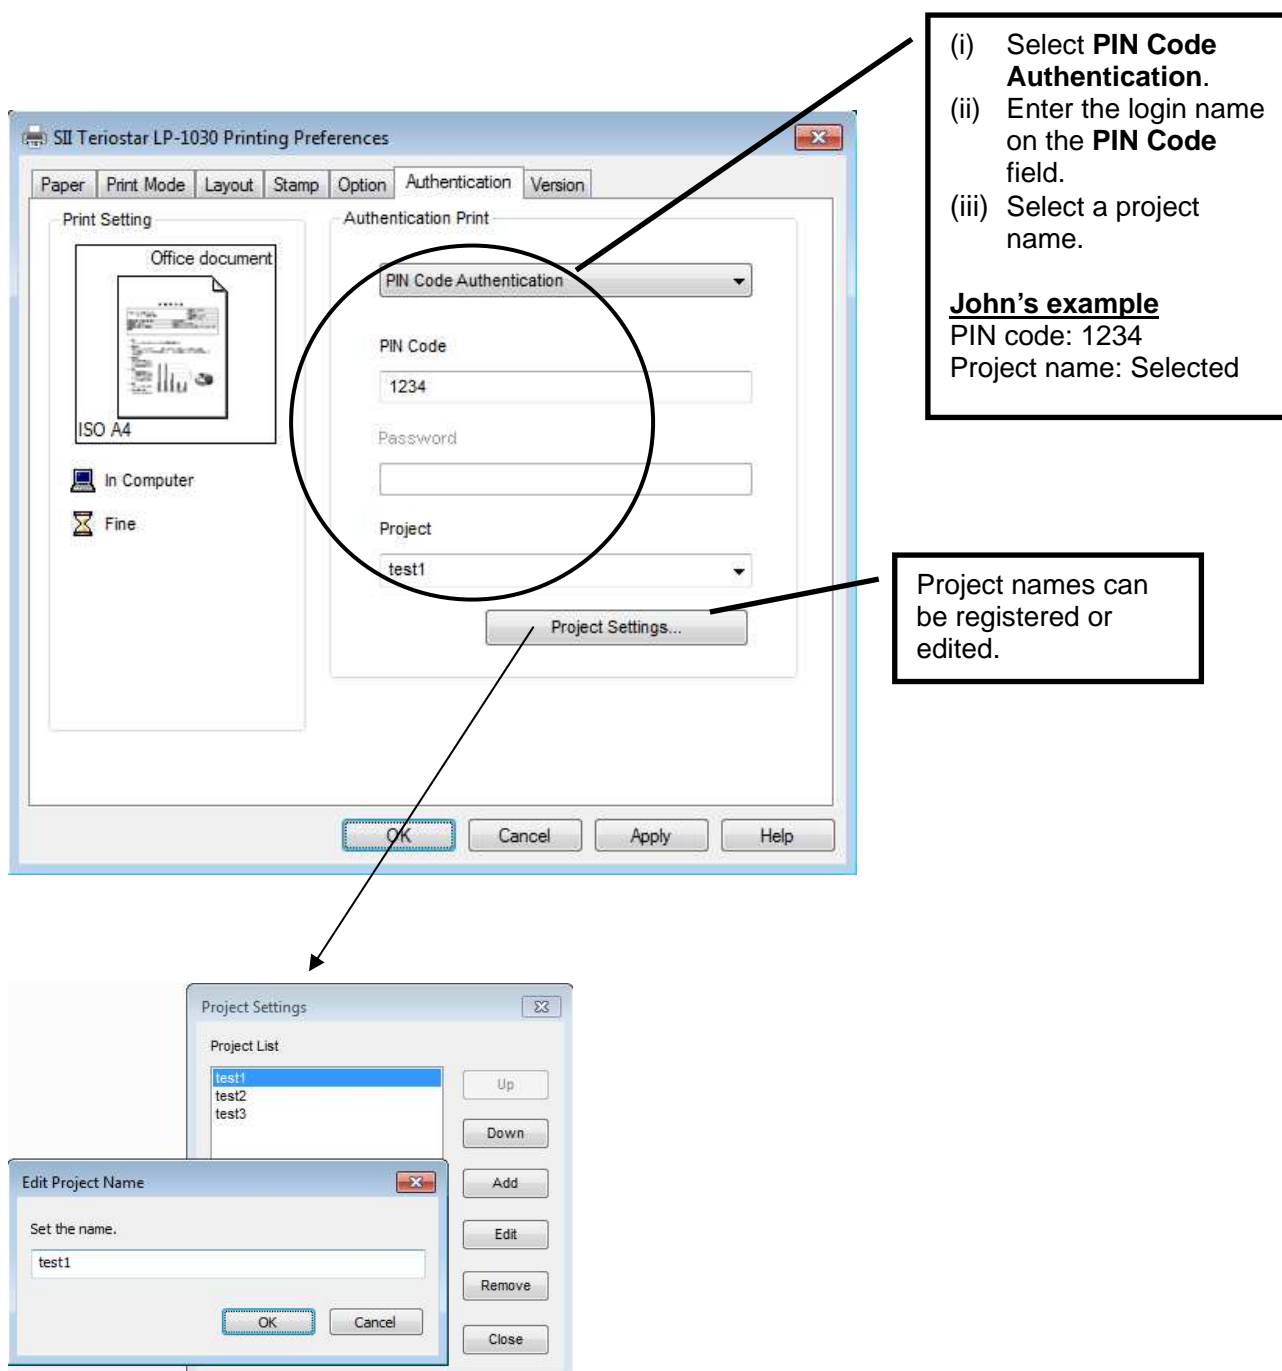 (i) Select PIN Code
Authentication.
(ii) Enter the login name
on the PIN Code
field.
(iii) Select a project
name.
John's example
PIN code: 1234
Project name: Selected
SII Teriostar LP-1030 Printing Preferences
Paper Print Mode Layout Stamp Option Authentication Version
Print Setting
Office document
ISO A4
In Computer
Fine
Authentication Print
PIN Code Authentication
PIN Code
1234
Password
Project
test1
Project Settings...
Project names can
be registered or
edited.
OK Cancel Apply Help
Project Settings
Project List
test1
test2
test3
Up
Down
Add
Edit
Remove
Close
Edit Project Name
Set the name.
test1
OK Cancel